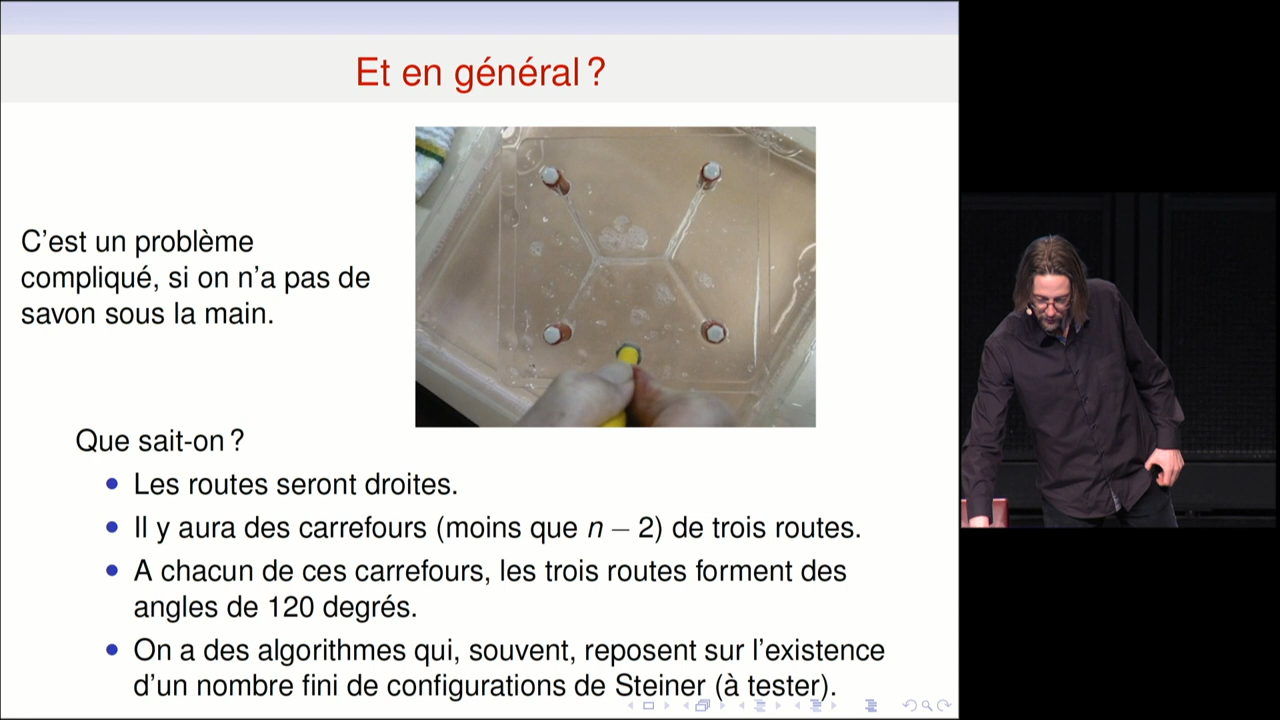 Et en général ?
C'est un problème
compliqué, si on n'a pas de
savon sous la main.
Que sait-on ?
Les routes seront droites.
Il y aura des carrefours (moins que n − 2) de trois routes.
A chacun de ces carrefours, les trois routes forment des
angles de 120 degrés.
On a des algorithmes qui, souvent, reposent sur l'existence
d'un nombre fini de configurations de Steiner (à tester).